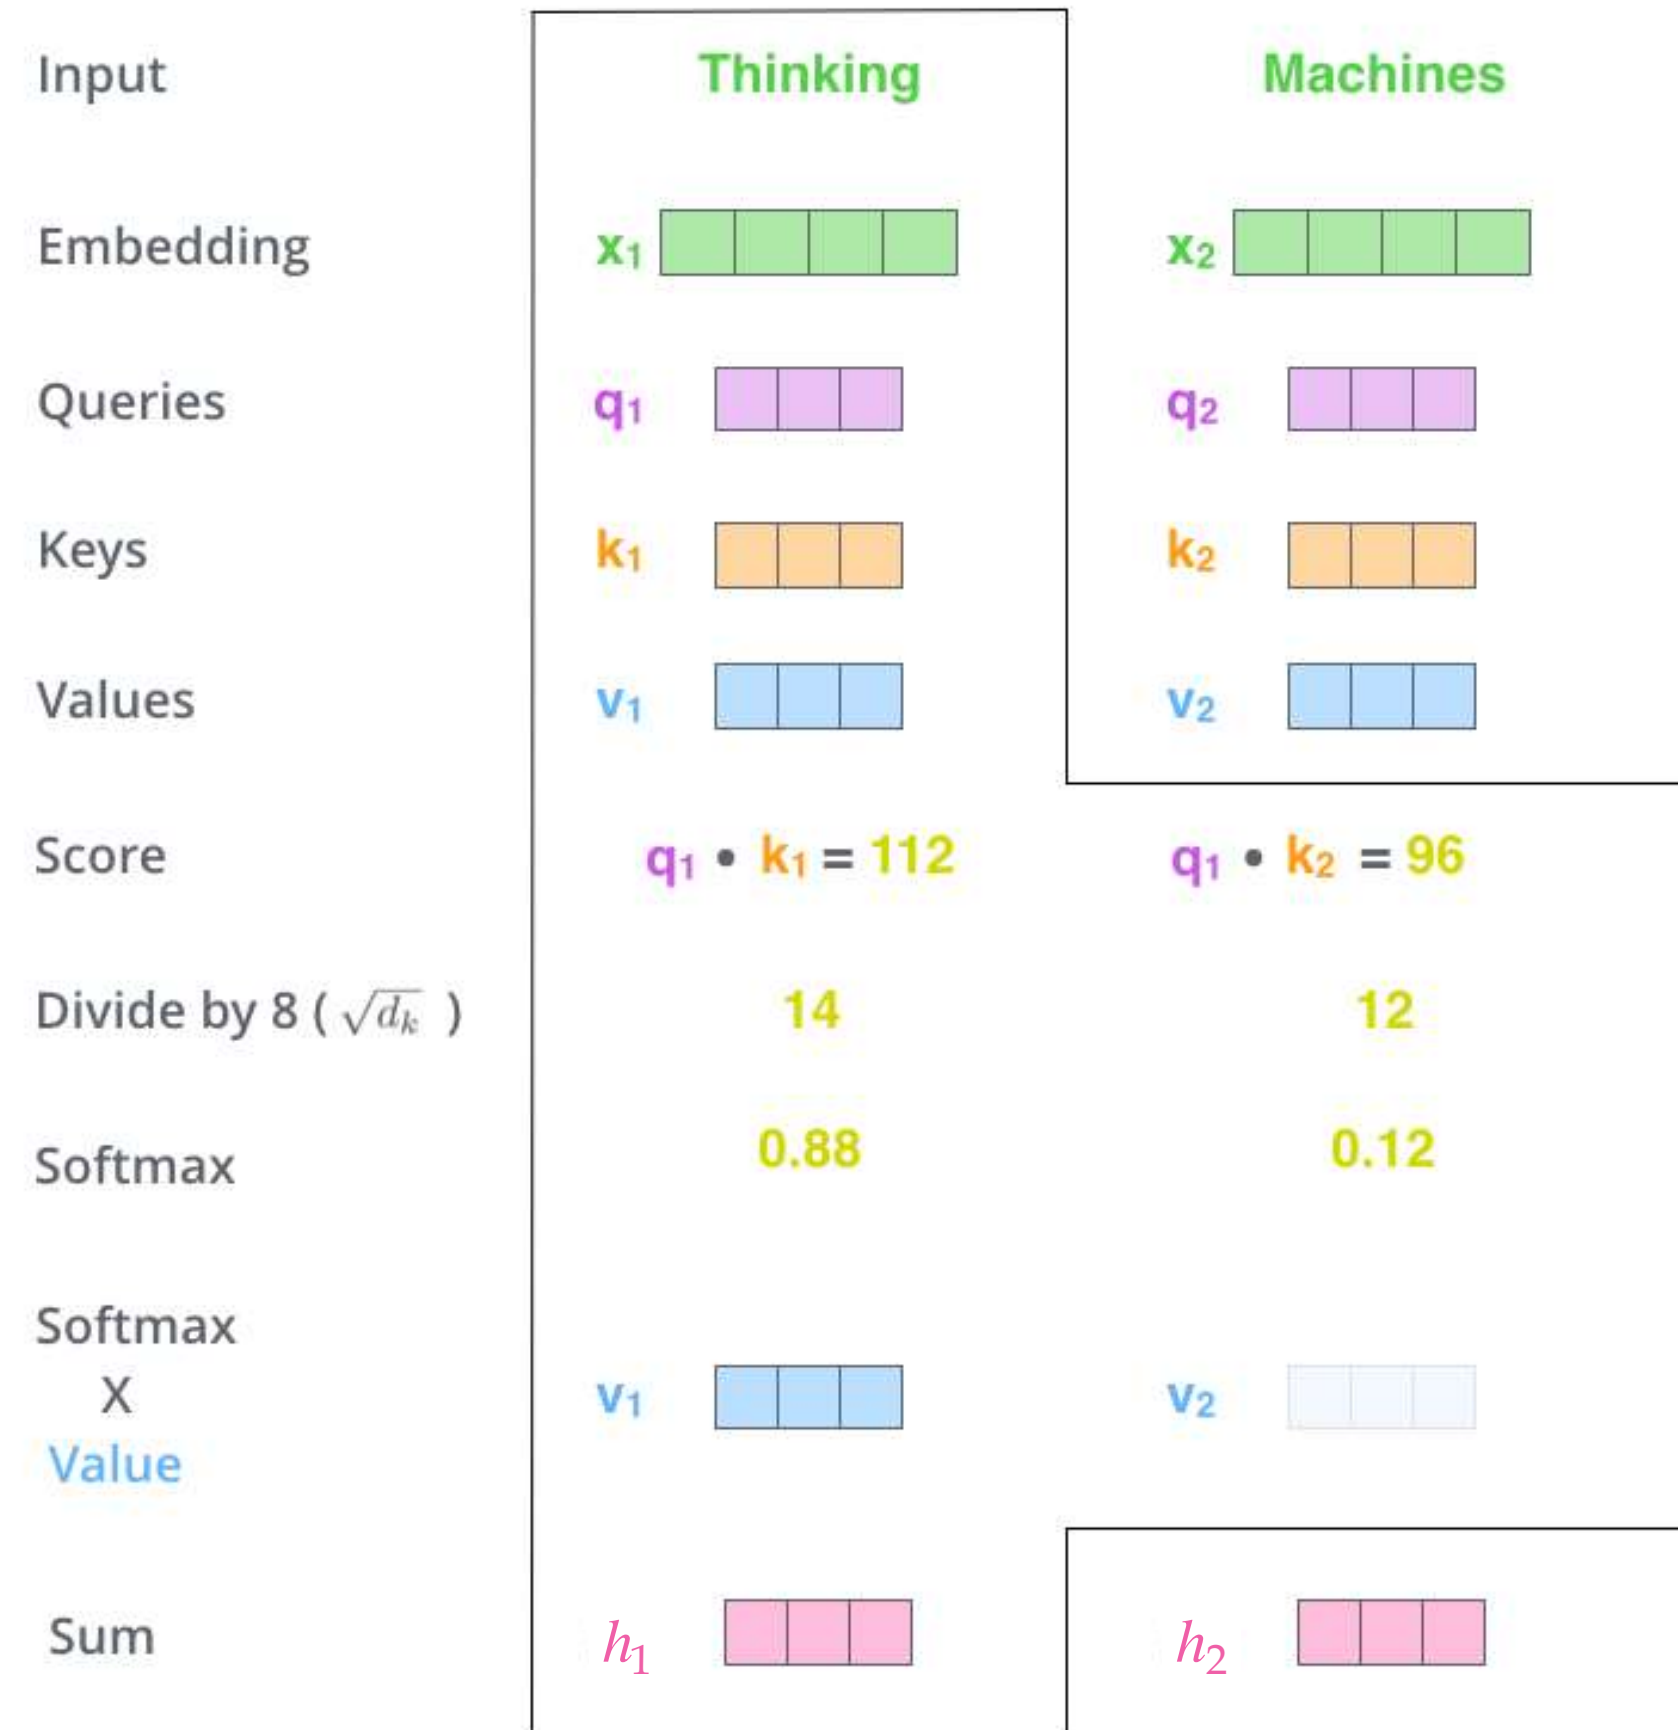 Input Thinking Machines
Embedding x₁ x₂
Queries q₁ q₂
Keys k₁ k₂
Values v₁ v₂
Score q₁ • k₁ = 112 q₁ • k₂ = 96
Divide by 8 ( √dₖ ) 14 12
Softmax 0.88 0.12
Softmax
X v₁ v₂
Value
Sum h₁ h₂